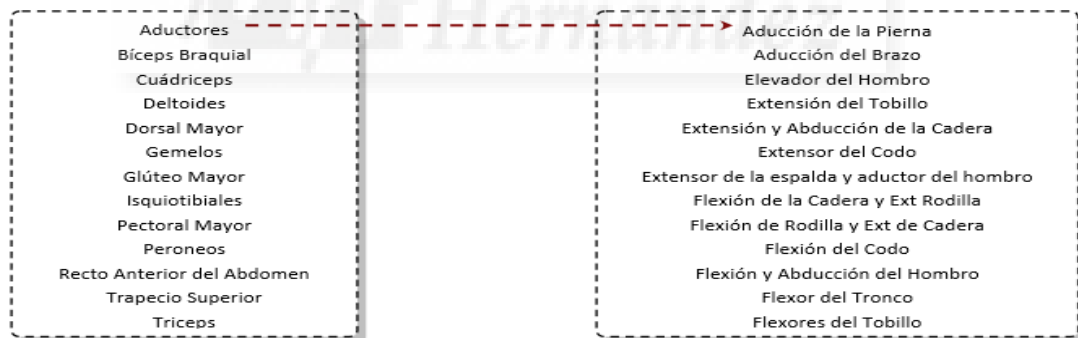 Hernandez
Aductores
Bíceps Braquial
Cuádriceps
Deltoides
Dorsal Mayor
Gemelos
Glúteo Mayor
Isquiotibiales
Pectoral Mayor
Peroneos
Recto Anterior del Abdomen
Trapecio Superior
Triceps
Aducción de la Pierna
Aducción del Brazo
Elevador del Hombro
Extensión del Tobillo
Extensión y Abducción de la Cadera
Extensor del Codo
Extensor de la espalda y aductor del hombro
Flexión de la Cadera y Ext Rodilla
Flexión de Rodilla y Ext de Cadera
Flexión del Codo
Flexión y Abducción del Hombro
Flexor del Tronco
Flexores del Tobillo